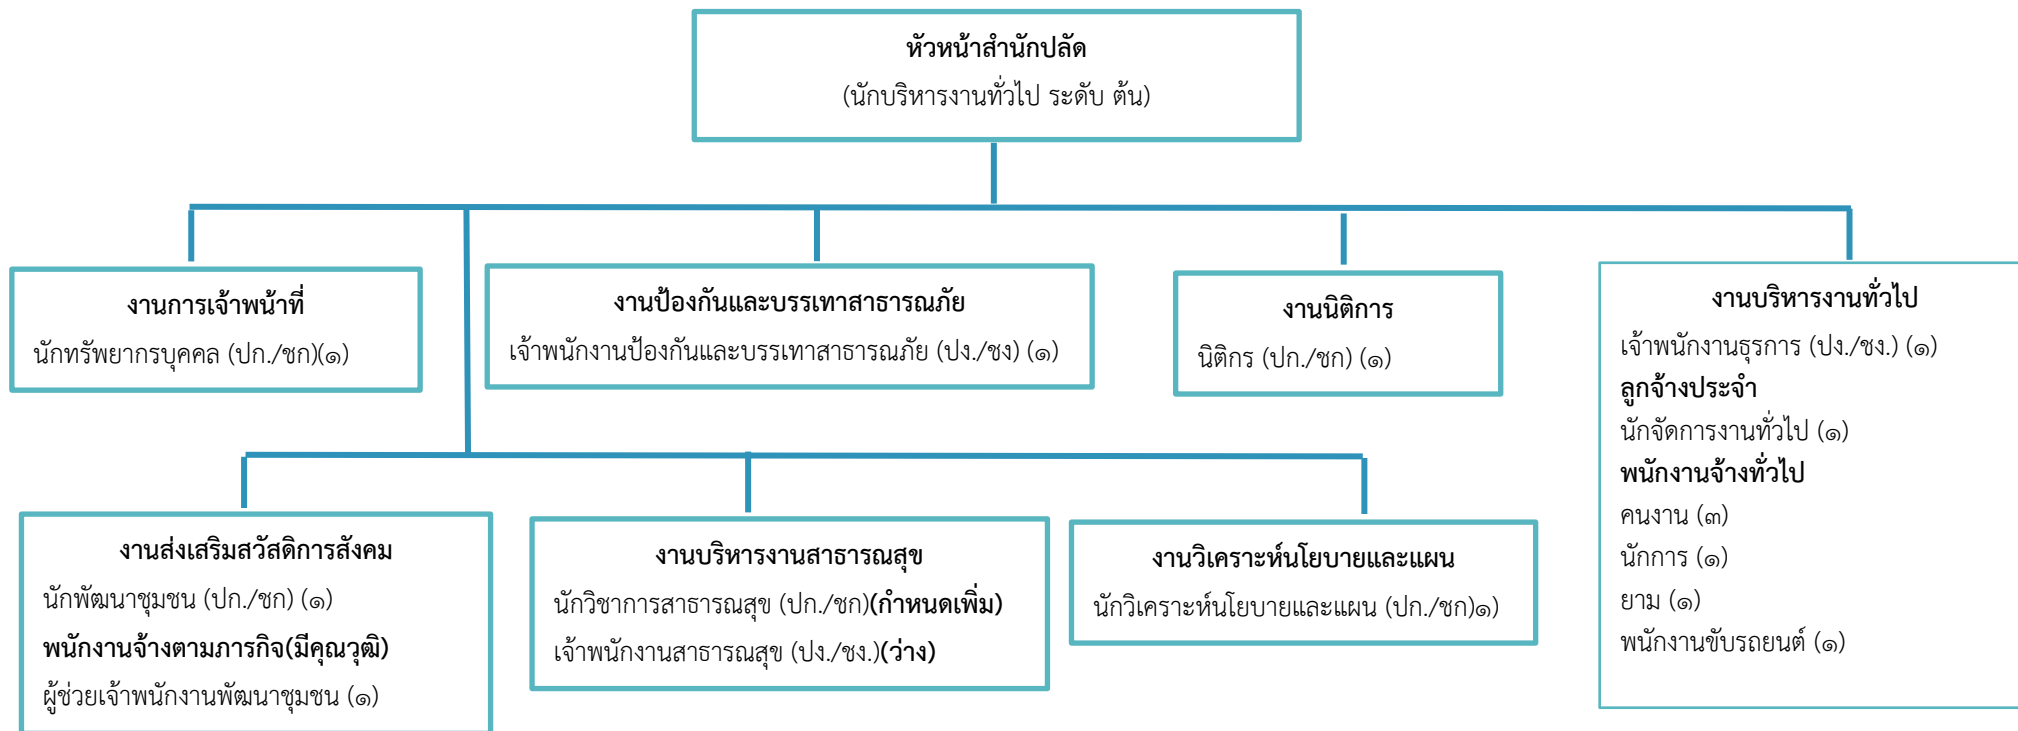 หัวหน้าสำนักปลัด
(นักบริหารงานทั่วไป ระดับ ต้น)
งานการเจ้าพน้าที่
นักทรัพยากรบุคคล (ปก./ชก)(๑)
งานป้องกันและบรรเทาสาธารณภัย
เจ้าพนักงานป้องกันและบรรเทาสาธารณภัย (ปง./ชง) (๑)
งานนิติการ
นิติกร (ปก./ชก) (๑)
งานบริหารงานทั่วไป
เจ้าพนักงานธุรการ (ปง./ชง.) (๑)
ลูกจ้างประจำ
นักจัดการงานทั่วไป (๑)
พนักงานจ้างทั่วไป
คนงาน (๓)
นักการ (๑)
ยาม (๑)
พนักงานขับรถยนต์ (๑)
งานส่งเสริมสวัสดิการสังคม
นักพัฒนาชุมชน (ปก./ชก) (๑)
พนักงานจ้างตามภารกิจ(มีคุณวุฒิ)
ผู้ช่วยเจ้าพนักงานพัฒนาชุมชน (๑)
งานบริหารงานสาธารณสุข
นักวิชาการสาธารณสุข (ปก./ชก)(กำหนดเพิ่ม)
เจ้าพนักงานสาธารณสุข (ปง./ชง.)(ว่าง)
งานวิเคราะห์นโยบายและแผน
นักวิเคราะห์นโยบายและแผน (ปก./ชก)๑)